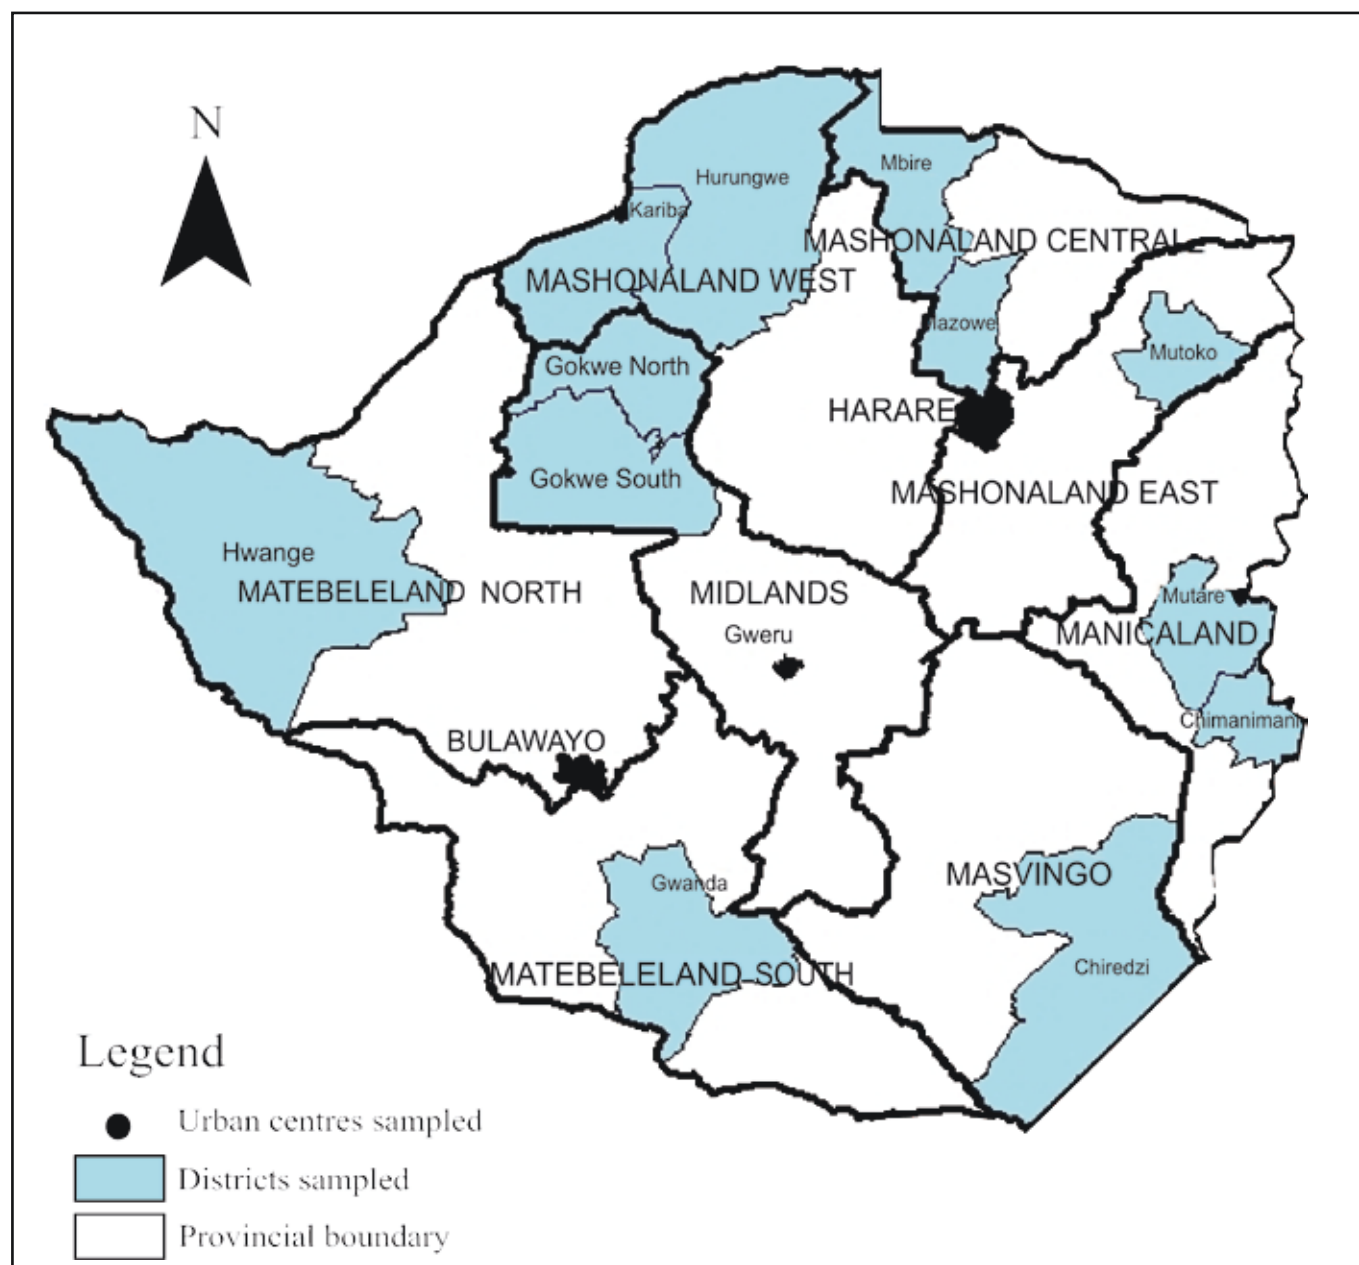 N
Mbire
Hurungwe
Kariba
MASHONALAND CENTRALE
MASHONALAND WEST
Mazowe
Mutoko
Gokwe North
HARARE
Gokwe South
MASHONALAND EAST
Hwange
MATEBELELAND NORTH
MIDLANDS
Mutare
Gweru
MANICALAND
Chimanimani
BULAWAYO
MASVINGO
Gwanda
Chiredzi
MATEBELELAND-SOUTH
Legend
Urban centres sampled
Districts sampled
Provincial boundary